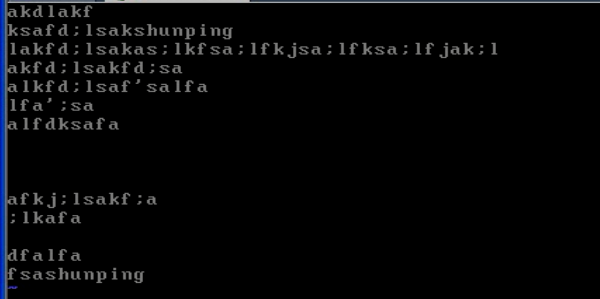 akdlakf
ksafd;lsakshunping
lakfd;lsakas;lkfsa;lfkjsa;lfksa;lfjak;l
akfd;lsakfd;sa
alkfd;lsaf'salfa
lfa';sa
alfdksafa
afkj;lsakf;a
;lkafa
dfalfa
fsashunping
~